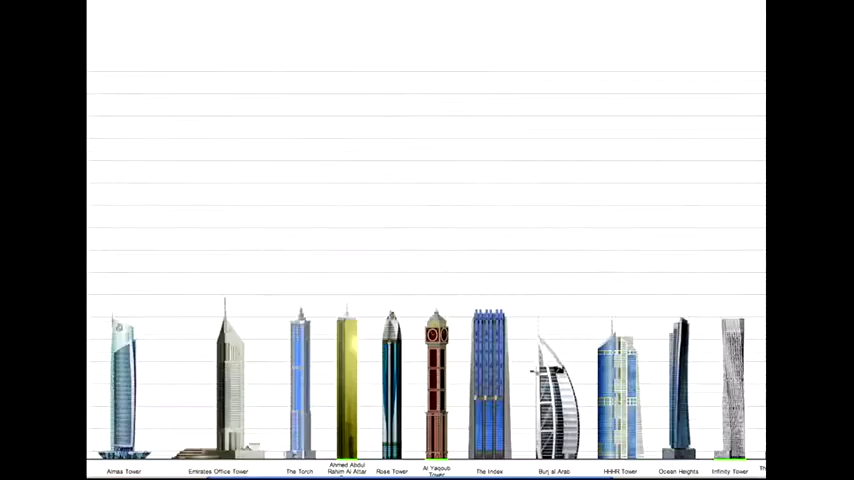 Almas Tower
Emirates Office Tower
The Torch
Ahmed Abdul
Rahim Al Attar
Rose Tower
Al Yaqoub
Tower
The Index
Burj al Arab
HHHR Tower
Ocean Heights
Infinity Tower